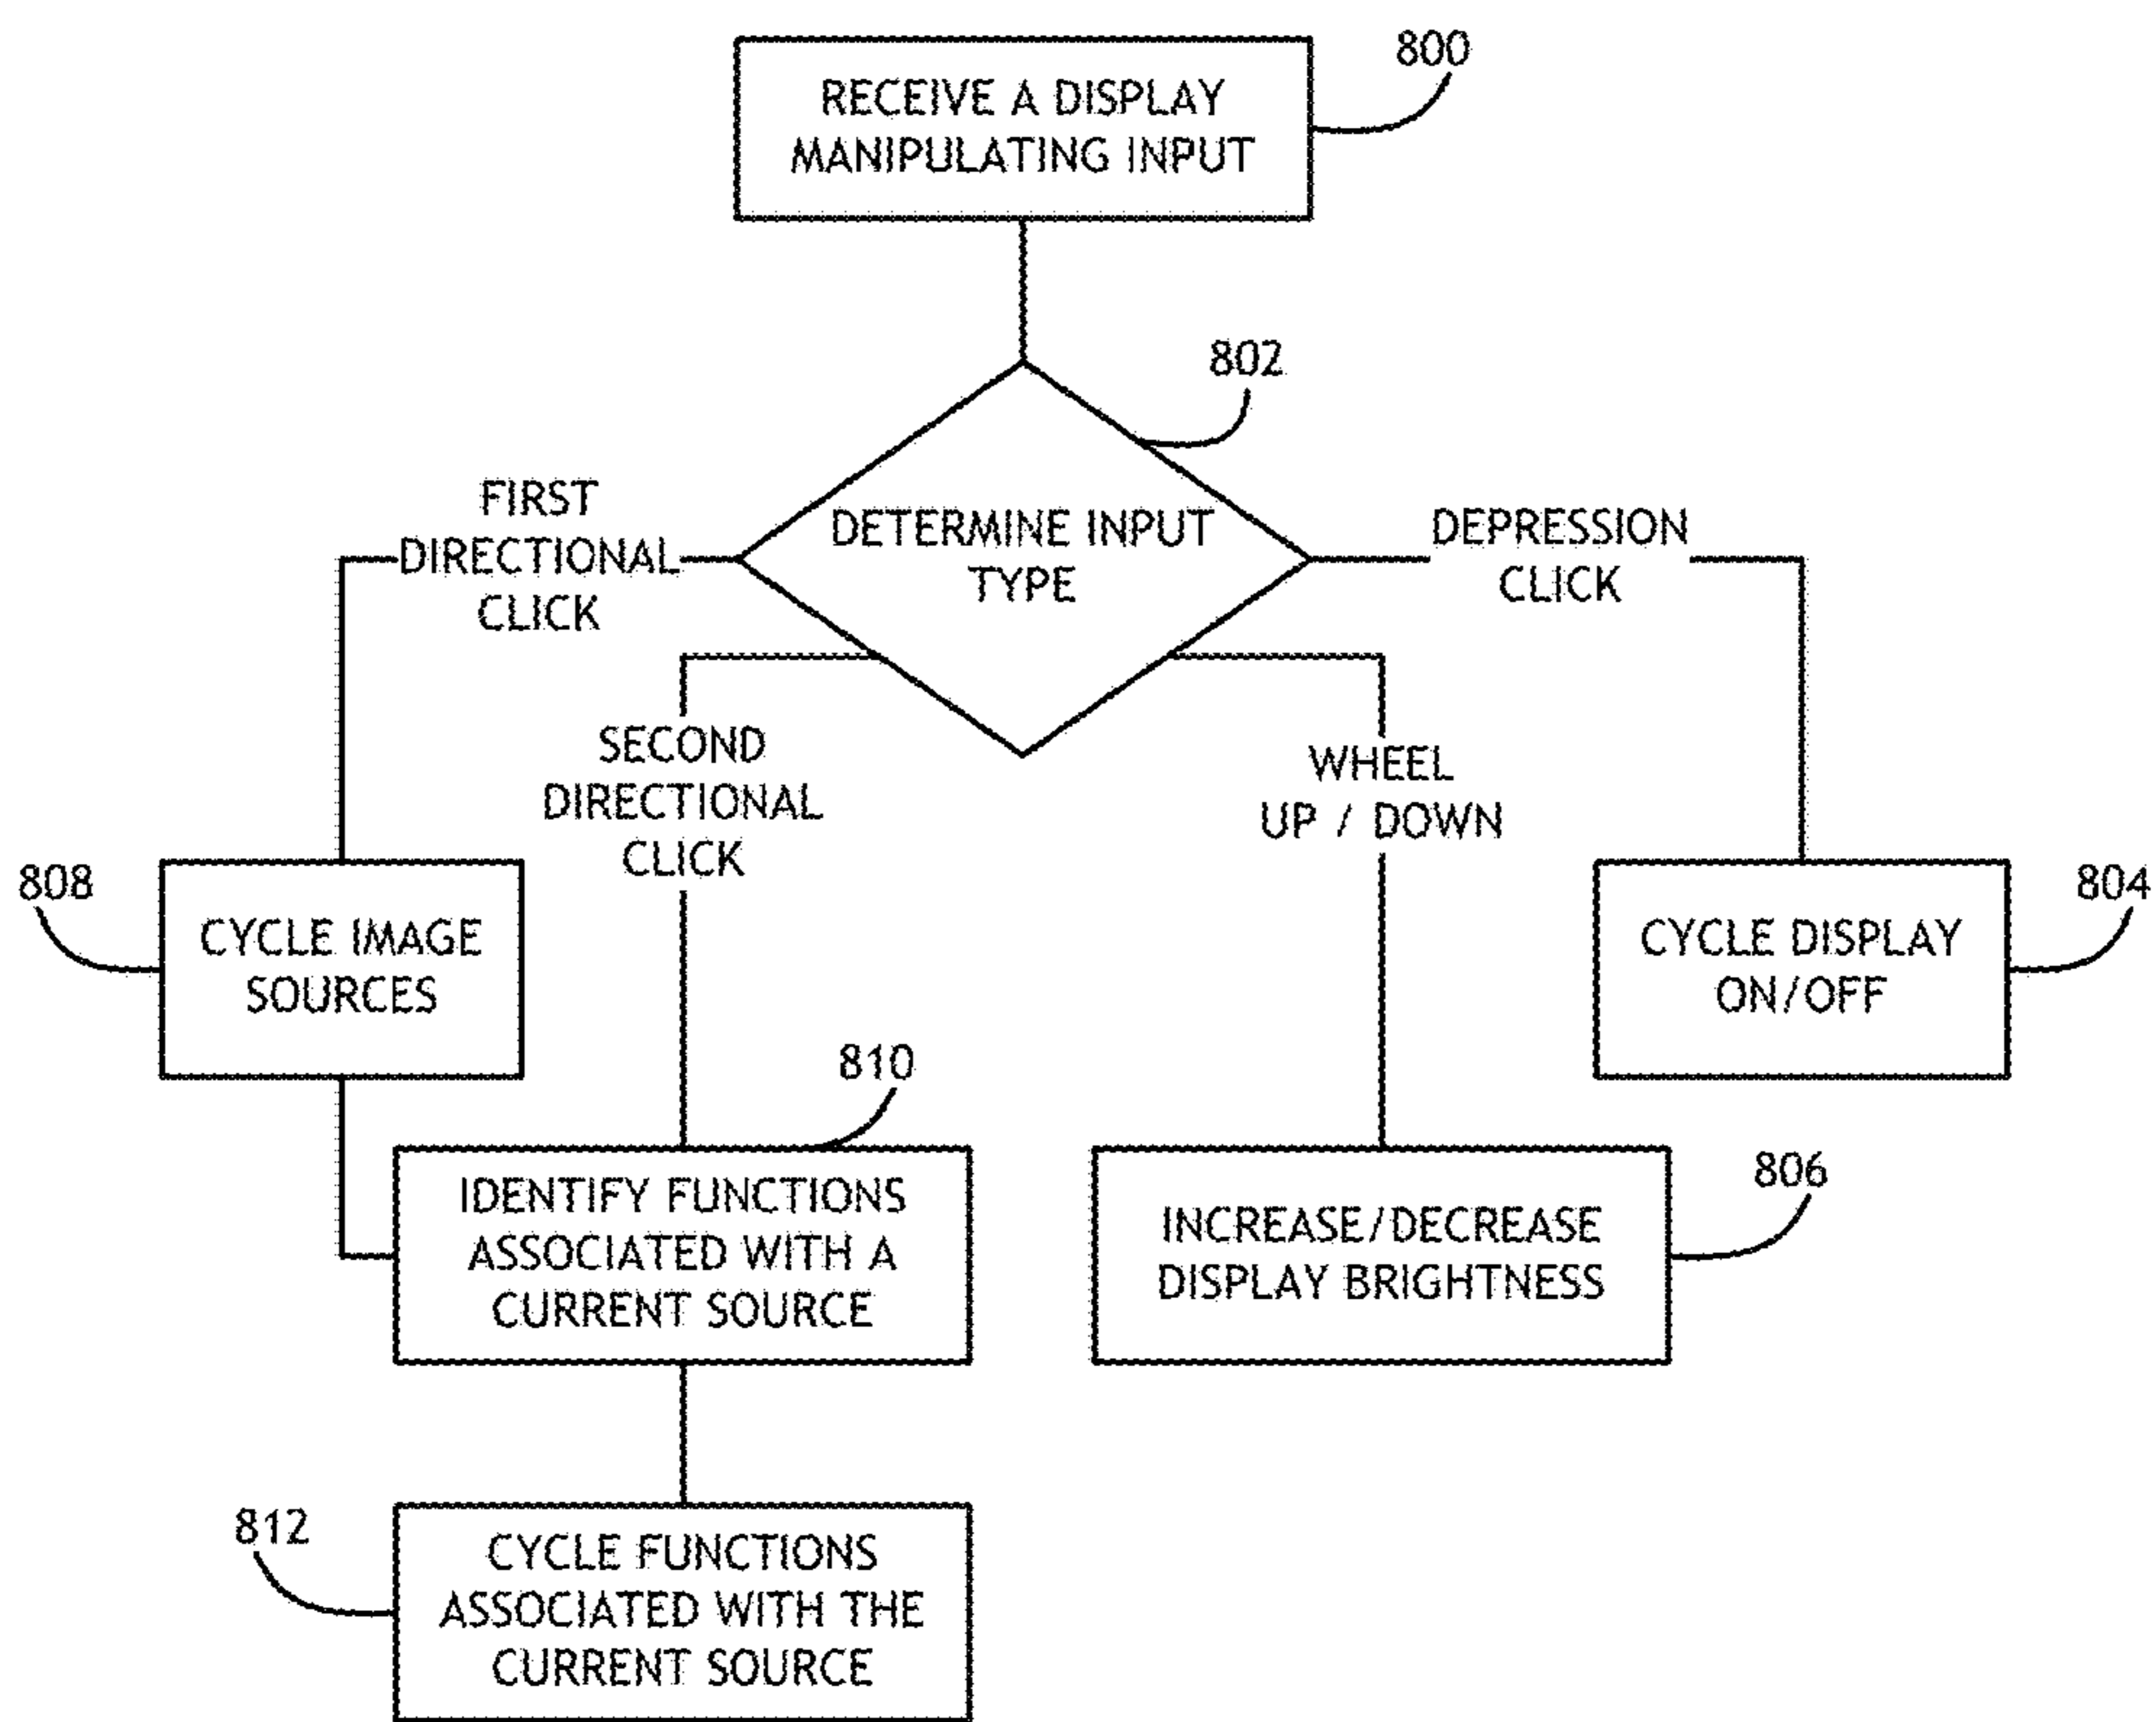 800
RECEIVE A DISPLAY
MANIPULATING INPUT
802
DETERMINE INPUT
TYPE
FIRST
DIRECTIONAL
CLICK
DEPRESSION
CLICK
SECOND
DIRECTIONAL
CLICK
WHEEL
UP / DOWN
808
CYCLE IMAGE
SOURCES
804
CYCLE DISPLAY
ON/OFF
810
IDENTIFY FUNCTIONS
ASSOCIATED WITH A
CURRENT SOURCE
806
INCREASE/DECREASE
DISPLAY BRIGHTNESS
812
CYCLE FUNCTIONS
ASSOCIATED WITH THE
CURRENT SOURCE